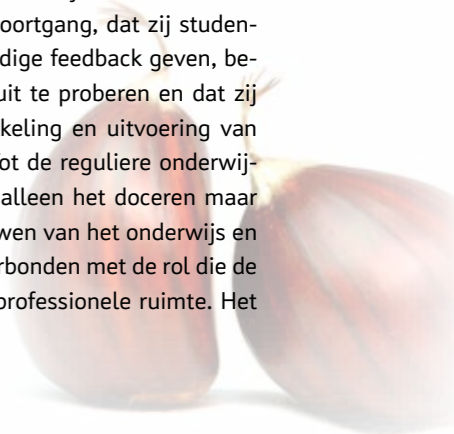 oortgang, dat zij studen-
dige feedback geven, be-
uit te proberen en dat zij
keling en uitvoering van
ot de reguliere onderwij-
alleen het doceren maar
wen van het onderwijs en
rbonden met de rol die de
professionele ruimte. Het